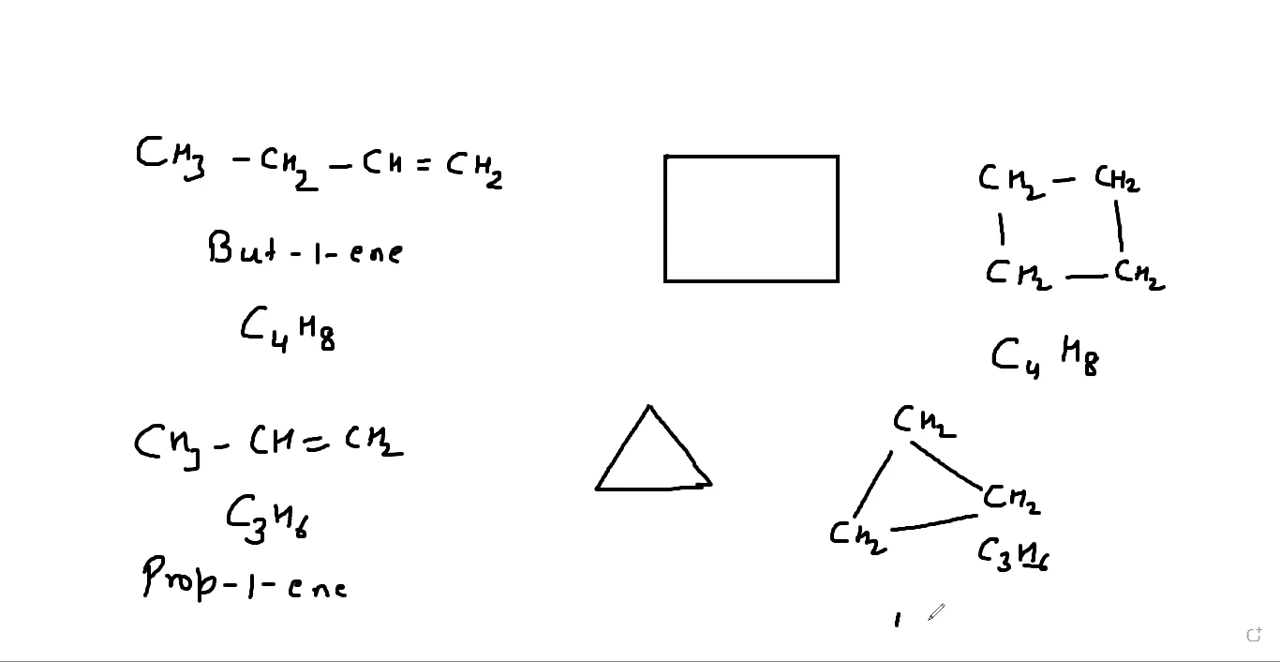 CH₃ - CH₂ - CH = CH₂
But-1-ene
C₄H₈
CH₂ - CH₂
CH₂ - CH₂
C₄H₈
CH₃ - CH = CH₂
C₃H₆
Prop-1-ene
CH₂
CH₂
CH₂
C₃H₆